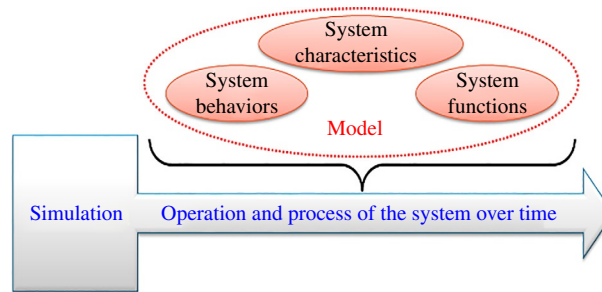 System
characteristics
System
behaviors
System
functions
Model
Simulation
Operation and process of the system over time